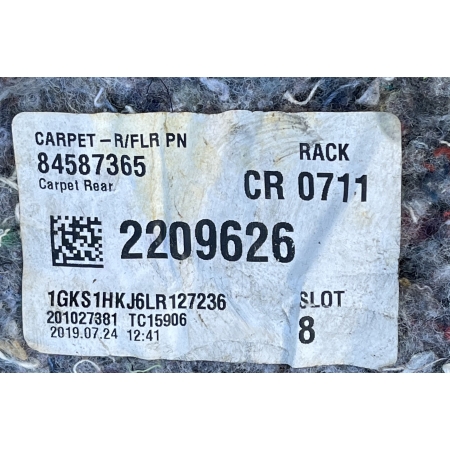 CARPET-R/FLR PN
84587365
Carpet Rear
RACK
CR 0711
2209626
1GKS1HKJ6LR127236
201027381 TC15906
2019.07.24 12:41
SLOT
8